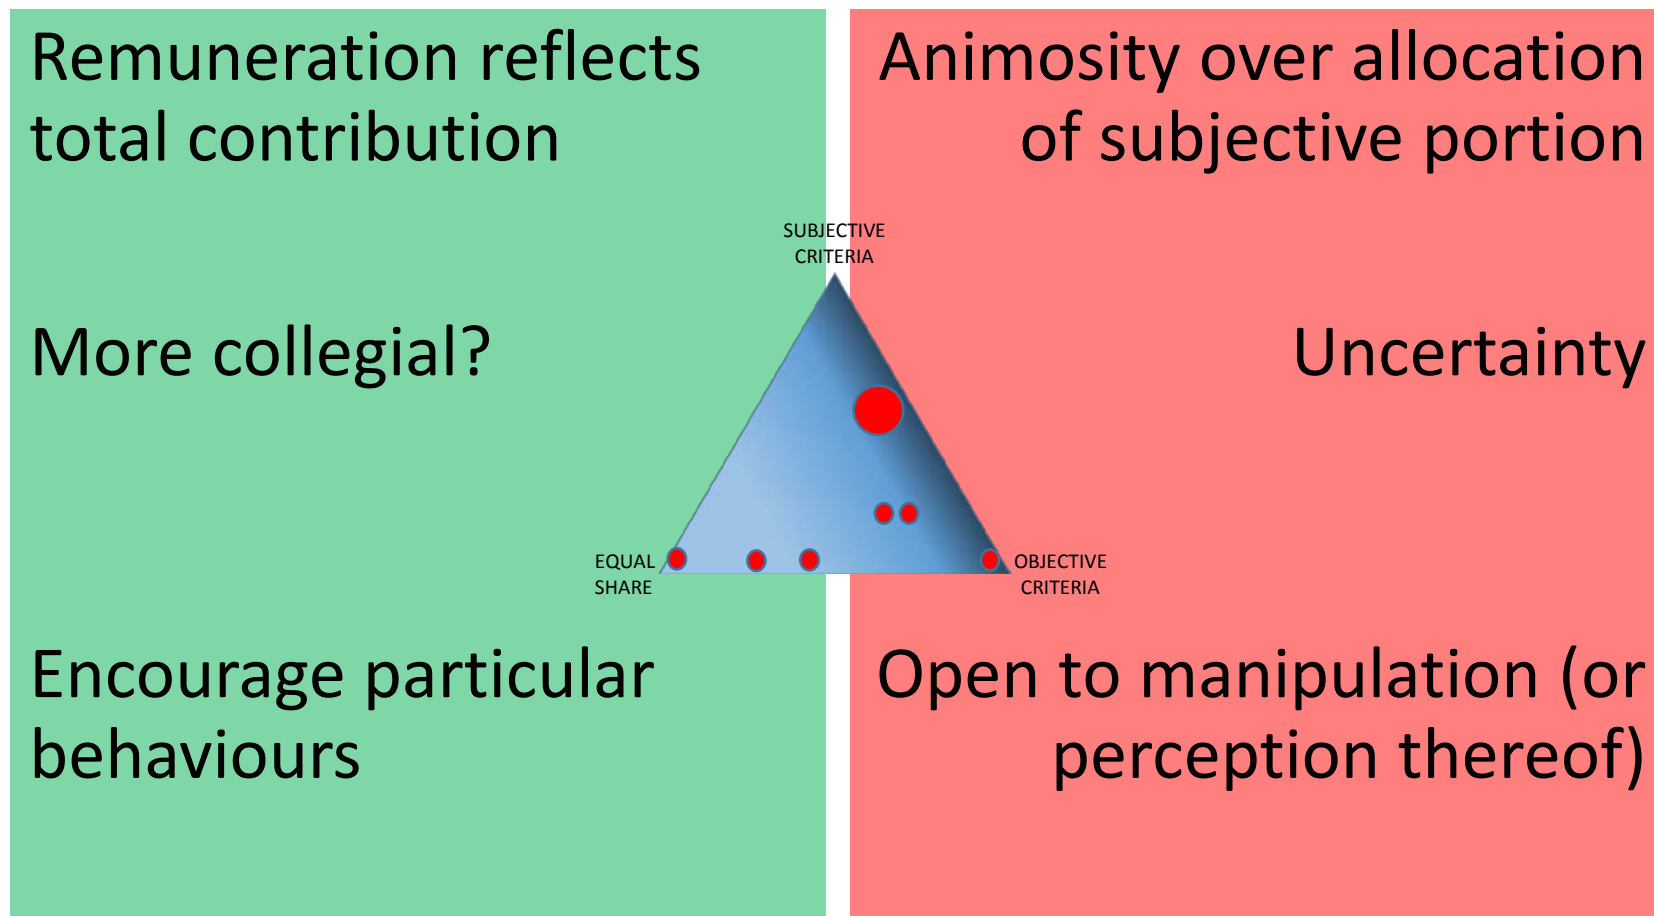 Remuneration reflects
total contribution
More collegial?
Encourage particular
behaviours
Animosity over allocation
of subjective portion
Uncertainty
Open to manipulation (or
perception thereof)
SUBJECTIVE
CRITERIA
EQUAL
SHARE
OBJECTIVE
CRITERIA